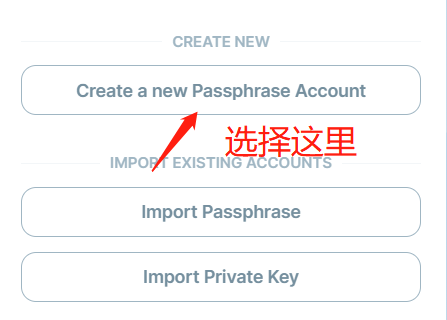 CREATE NEW
Create a new Passphrase Account
选择这里
IMPORT EXISTING ACCOUNTS
Import Passphrase
Import Private Key